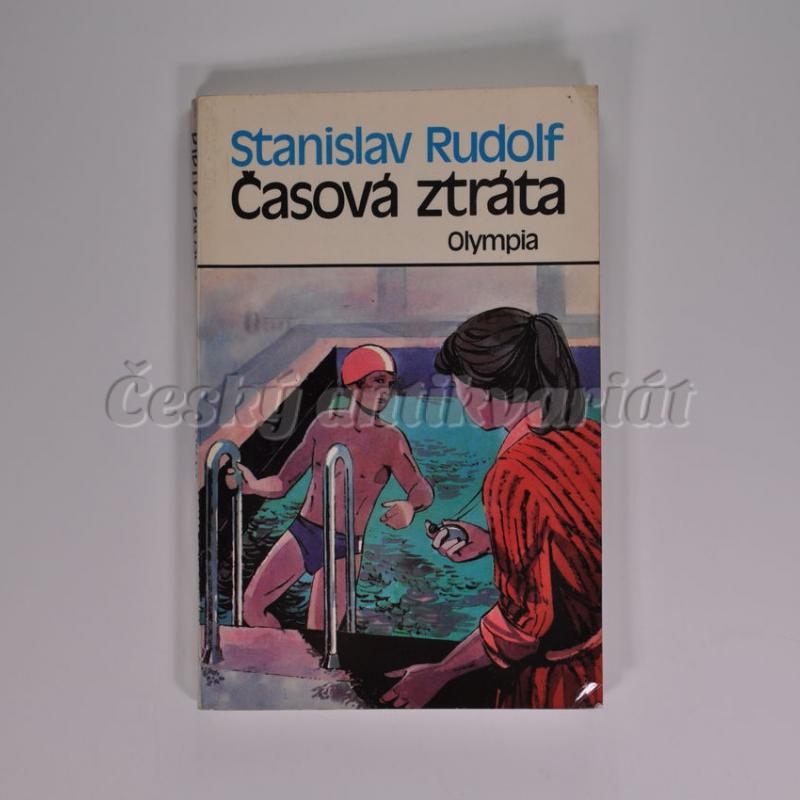 Stanislav Rudolf
Časová ztráta
Olympia
Český antikvariát